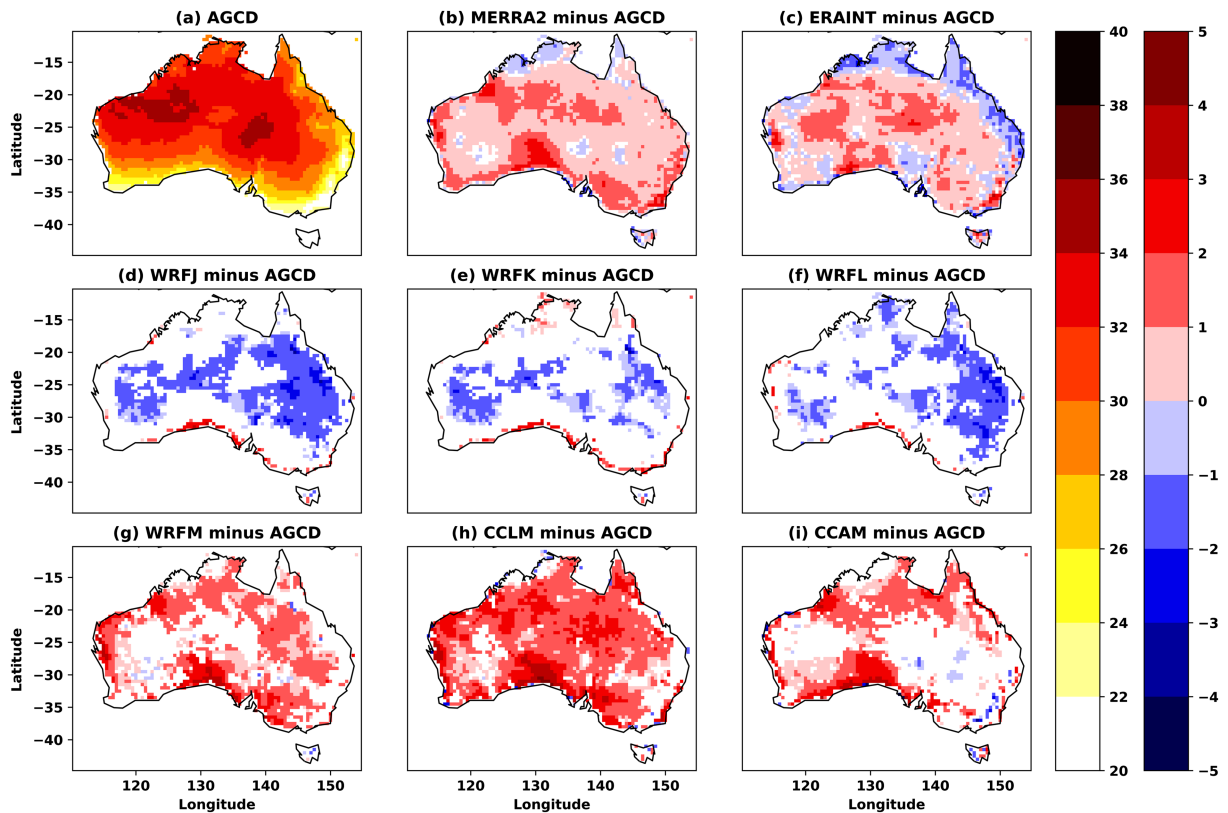 (a) AGCD
(b) MERRA2 minus AGCD
(c) ERAINT minus AGCD
Latitude
−15
−20
−25
−30
−35
−40
(d) WRFJ minus AGCD
(e) WRFK minus AGCD
(f) WRFL minus AGCD
Latitude
−15
−20
−25
−30
−35
−40
(g) WRFM minus AGCD
(h) CCLM minus AGCD
(i) CCAM minus AGCD
Latitude
−15
−20
−25
−30
−35
−40
120 130 140 150
Longitude
120 130 140 150
Longitude
120 130 140 150
Longitude
40
38
36
34
32
30
28
26
24
22
20
5
4
3
2
1
0
−1
−2
−3
−4
−5